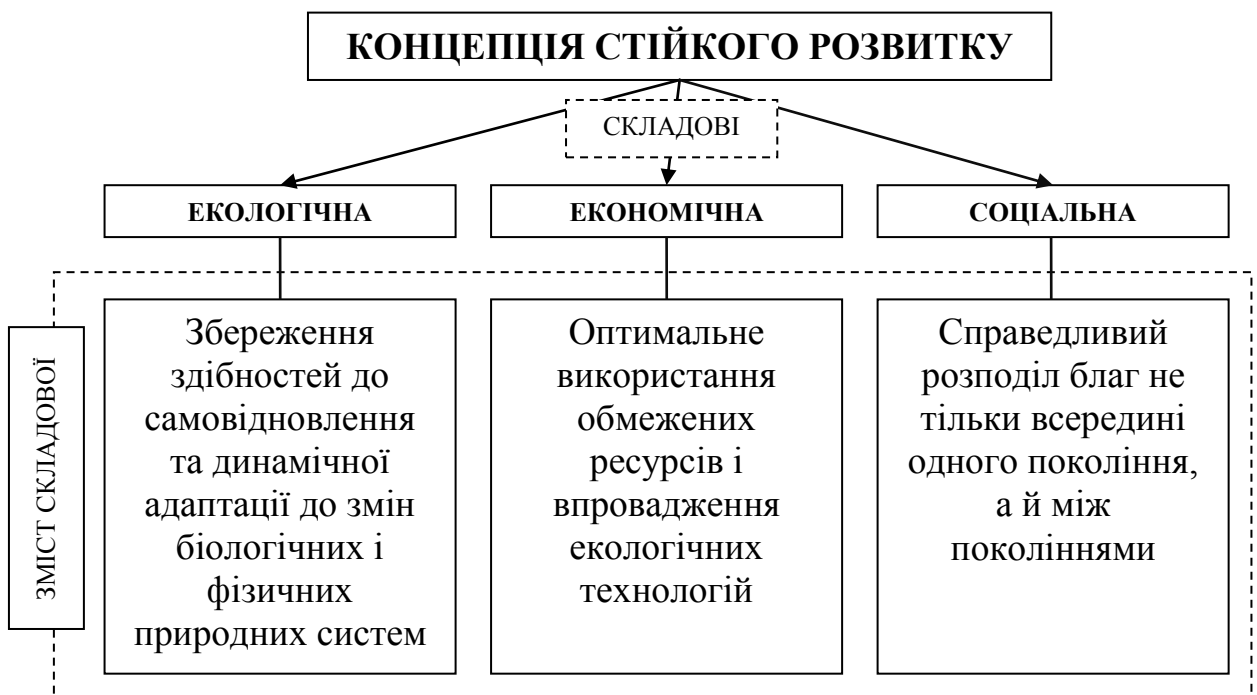 КОНЦЕПЦІЯ СТІЙКОГО РОЗВИТКУ
СКЛАДОВІ
ЕКОЛОГІЧНА
ЕКОНОМІЧНА
СОЦІАЛЬНА
ЗМІСТ СКЛАДОВОЇ
Збереження
здібностей до
самовідновлення
та динамічної
адаптації до змін
біологічних і
фізичних
природних систем
Оптимальне
використання
обмежених
ресурсів і
впровадження
екологічних
технологій
Справедливий
розподіл благ не
тільки всередині
одного покоління,
а й між
поколіннями